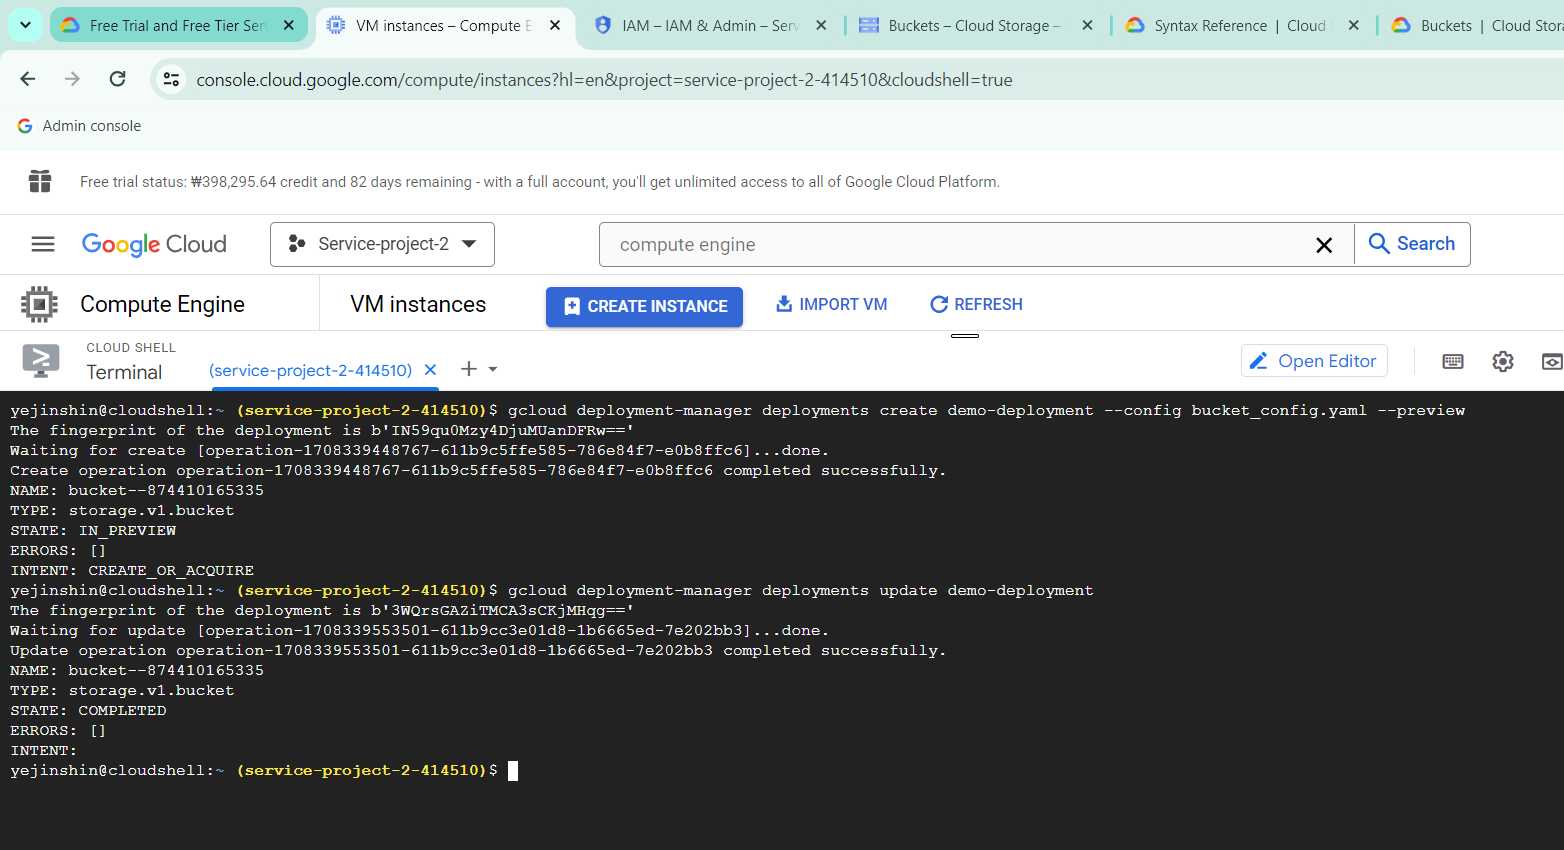 Free Trial and Free Tier Ser
VM instances – Compute E
IAM – IAM & Admin – Serv
Buckets – Cloud Storage –
Syntax Reference | Cloud
Buckets | Cloud Stora
console.cloud.google.com/compute/instances?hl=en&project=service-project-2-414510&cloudshell=true
Admin console
Free trial status: ₩398,295.64 credit and 82 days remaining - with a full account, you'll get unlimited access to all of Google Cloud Platform.
Google Cloud
Service-project-2
compute engine
Search
Compute Engine
VM instances
CREATE INSTANCE
IMPORT VM
REFRESH
CLOUD SHELL
Terminal
(service-project-2-414510)
Open Editor
yejinshin@cloudshell:~ (service-project-2-414510)$ gcloud deployment-manager deployments create demo-deployment --config bucket_config.yaml --preview
The fingerprint of the deployment is b'IN59qu0Mzy4DjuMUanDFRw=='
Waiting for create [operation-1708339448767-611b9c5ffe585-786e84f7-e0b8ffc6]...done.
Create operation operation-1708339448767-611b9c5ffe585-786e84f7-e0b8ffc6 completed successfully.
NAME: bucket--874410165335
TYPE: storage.v1.bucket
STATE: IN_PREVIEW
ERRORS: []
INTENT: CREATE_OR_ACQUIRE
yejinshin@cloudshell:~ (service-project-2-414510)$ gcloud deployment-manager deployments update demo-deployment
The fingerprint of the deployment is b'3WQrsGAZiTMCA3sCKjMHqg=='
Waiting for update [operation-1708339553501-611b9cc3e01d8-1b6665ed-7e202bb3]...done.
Update operation operation-1708339553501-611b9cc3e01d8-1b6665ed-7e202bb3 completed successfully.
NAME: bucket--874410165335
TYPE: storage.v1.bucket
STATE: COMPLETED
ERRORS: []
INTENT:
yejinshin@cloudshell:~ (service-project-2-414510)$